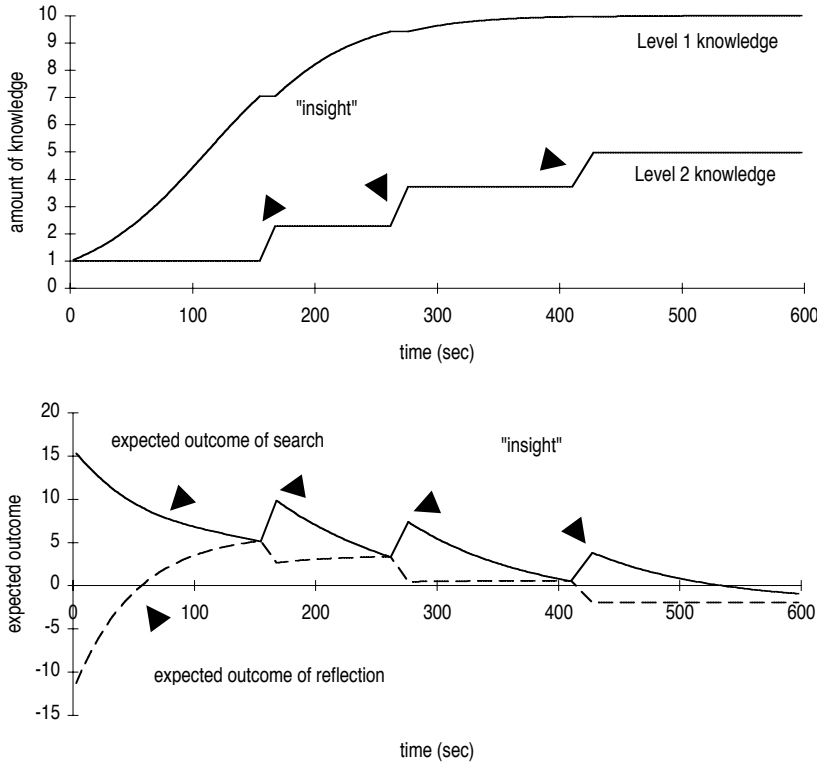 10
9
8
7
6
5
4
3
2
1
0
amount of knowledge
Level 1 knowledge
"insight"
Level 2 knowledge
0 100 200 300 400 500 600
time (sec)
20
15
10
5
0
-5
-10
-15
expected outcome
expected outcome of search
"insight"
0 100 200 300 400 500 600
expected outcome of reflection
time (sec)